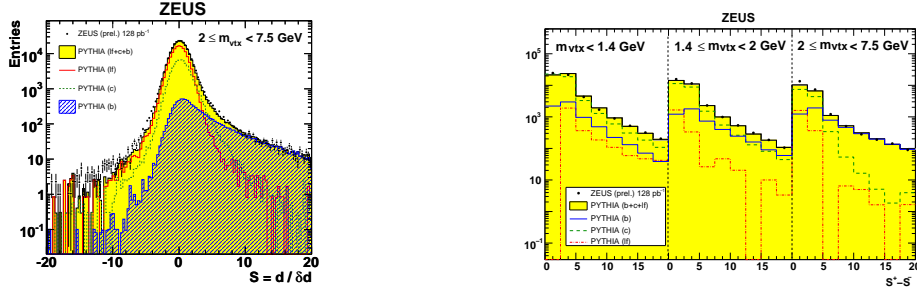 ZEUS
Entries
ZEUS (prel.) 128 pb⁻¹
PYTHIA (lf+c+b)
PYTHIA (lf)
PYTHIA (c)
PYTHIA (b)
2 ≤ m_vtx < 7.5 GeV
10⁴
10³
10²
10
1
10⁻¹
-20 -10 0 10 20
S = d / δd
ZEUS
m_vtx < 1.4 GeV 1.4 ≤ m_vtx < 2 GeV 2 ≤ m_vtx < 7.5 GeV
10⁵
10³
10
10⁻¹
ZEUS (prel.) 128 pb⁻¹
PYTHIA (b+c+lf)
PYTHIA (b)
PYTHIA (c)
PYTHIA (lf)
0 5 10 15 0 5 10 15 0 5 10 15 20
S⁺-S⁻